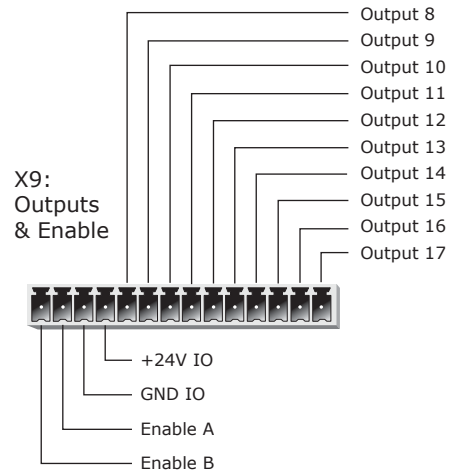 Output 8
Output 9
Output 10
Output 11
Output 12
Output 13
Output 14
Output 15
Output 16
Output 17
X9:
Outputs
& Enable
+24V IO
GND IO
Enable A
Enable B